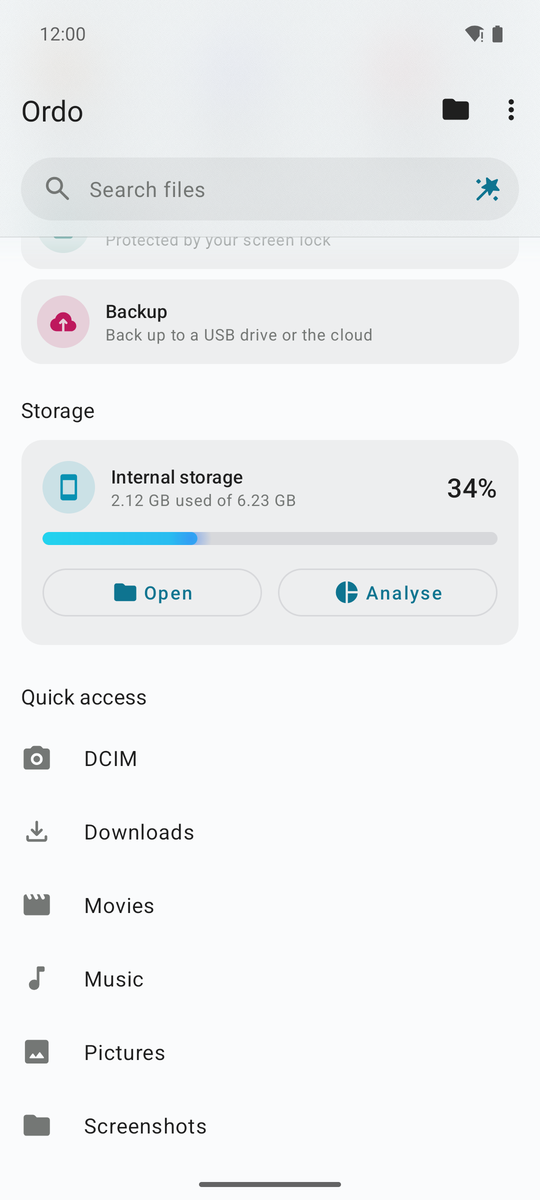 12:00
Ordo
Search files
Protected by your screen lock
Backup
Back up to a USB drive or the cloud
Storage
Internal storage
2.12 GB used of 6.23 GB
34%
Open
Analyse
Quick access
DCIM
Downloads
Movies
Music
Pictures
Screenshots